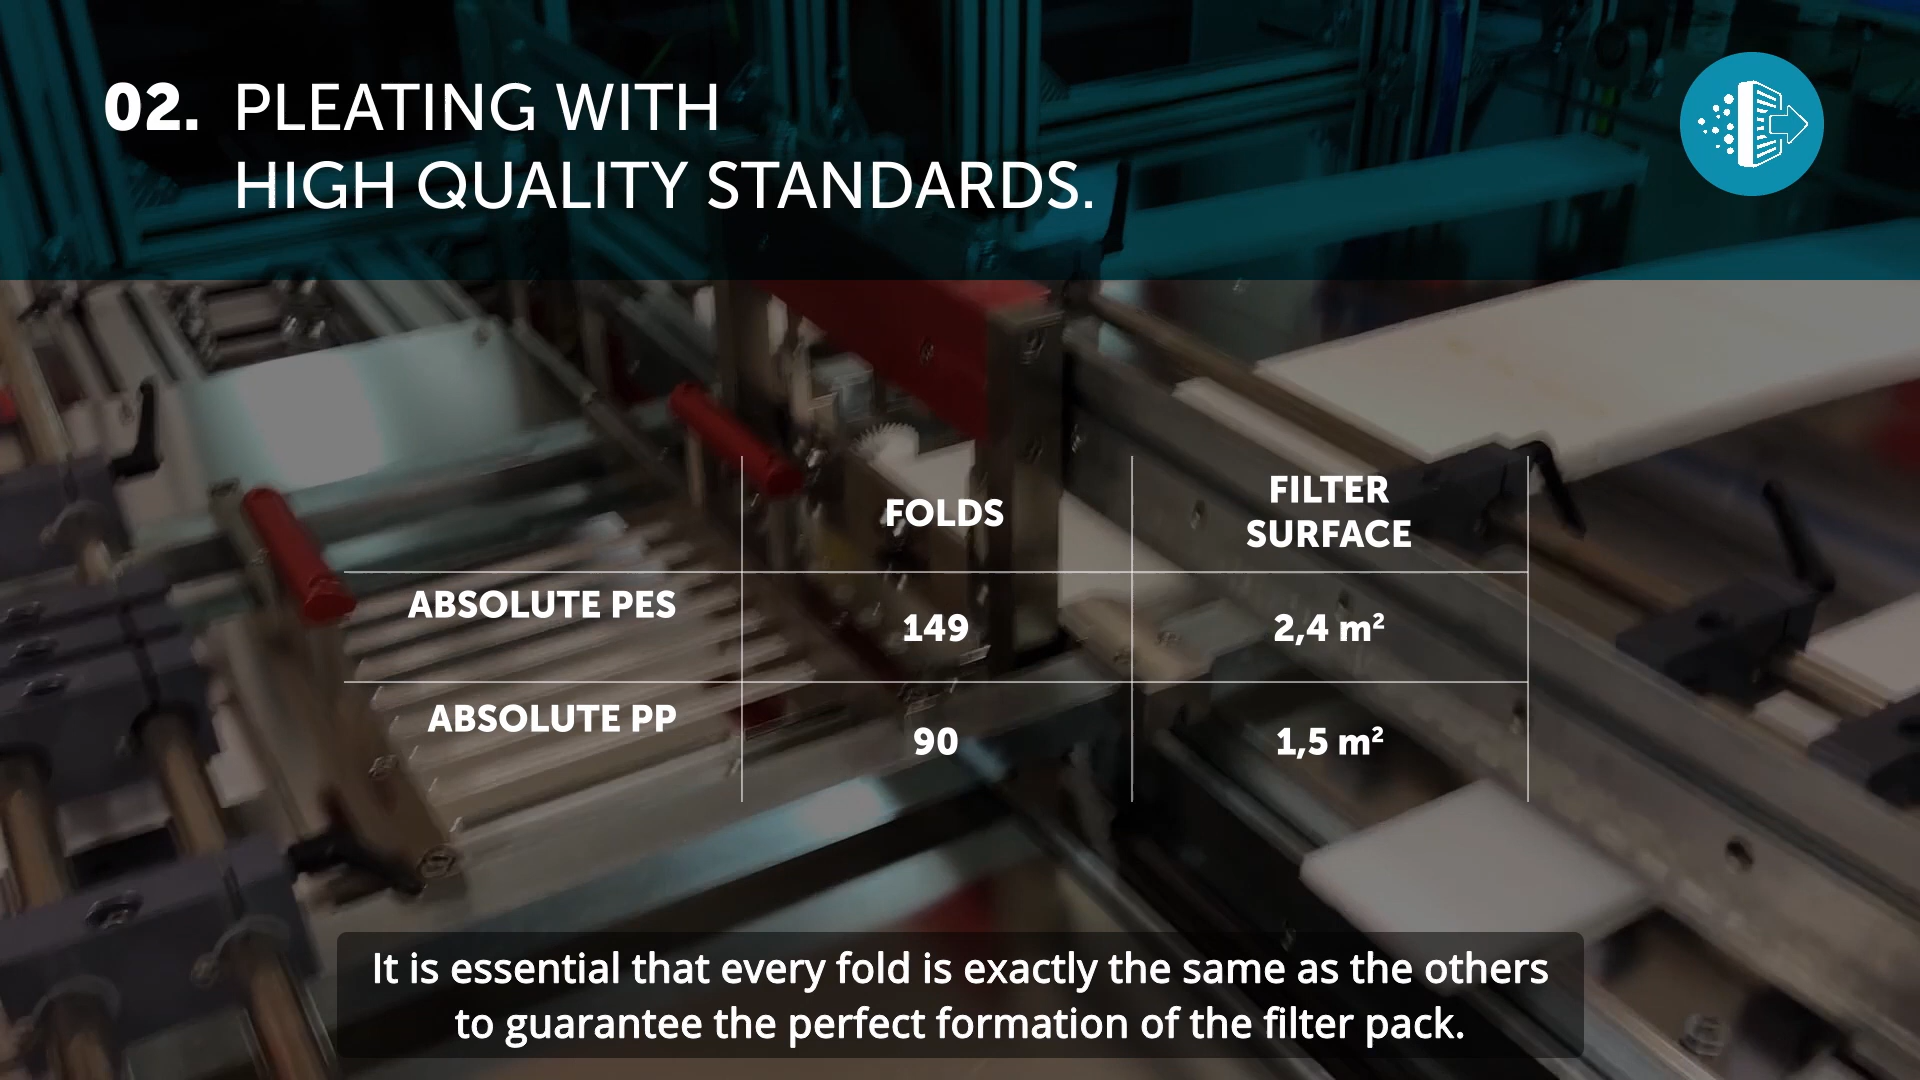 02. PLEATING WITH
HIGH QUALITY STANDARDS.
FOLDS
FILTER
SURFACE
ABSOLUTE PES
149
2,4 m²
ABSOLUTE PP
90
1,5 m²
It is essential that every fold is exactly the same as the others
to guarantee the perfect formation of the filter pack.